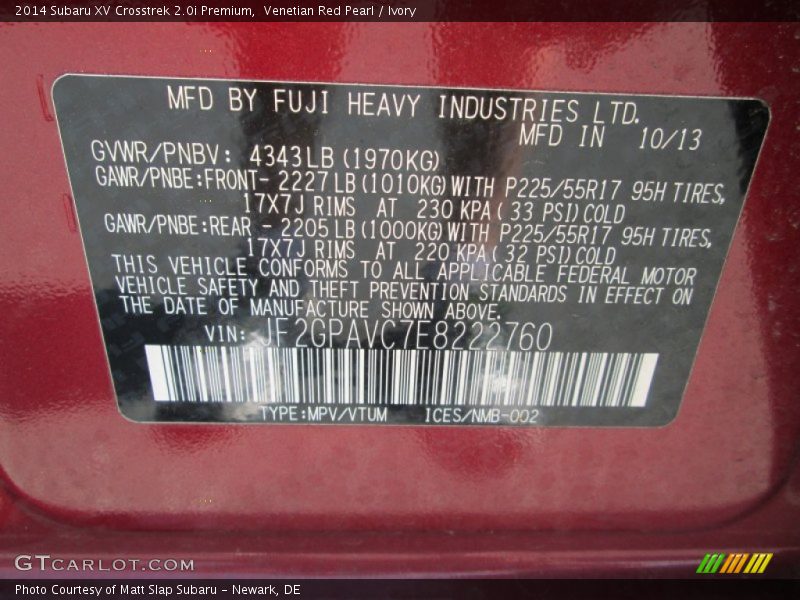 2014 Subaru XV Crosstrek 2.0i Premium, Venetian Red Pearl / Ivory
MFD BY FUJI HEAVY INDUSTRIES LTD.
MFD IN 10/13
GVWR/PNBV: 4343LB (1970KG)
GAWR/PNBE:FRONT- 2227 LB (1010KG) WITH P225/55R17 95H TIRES,
17X7J RIMS AT 230 KPA ( 33 PSI) COLD
GAWR/PNBE:REAR - 2205 LB (1000KG) WITH P225/55R17 95H TIRES,
17X7J RIMS AT 220 KPA ( 32 PSI) COLD
THIS VEHICLE CONFORMS TO ALL APPLICABLE FEDERAL MOTOR
VEHICLE SAFETY AND THEFT PREVENTION STANDARDS IN EFFECT ON
THE DATE OF MANUFACTURE SHOWN ABOVE.
VIN: JF2GPAVC7E8222760
TYPE:MPV/VTUM ICES/NMB-002
GTCARLOT.COM
Photo Courtesy of Matt Slap Subaru - Newark, DE